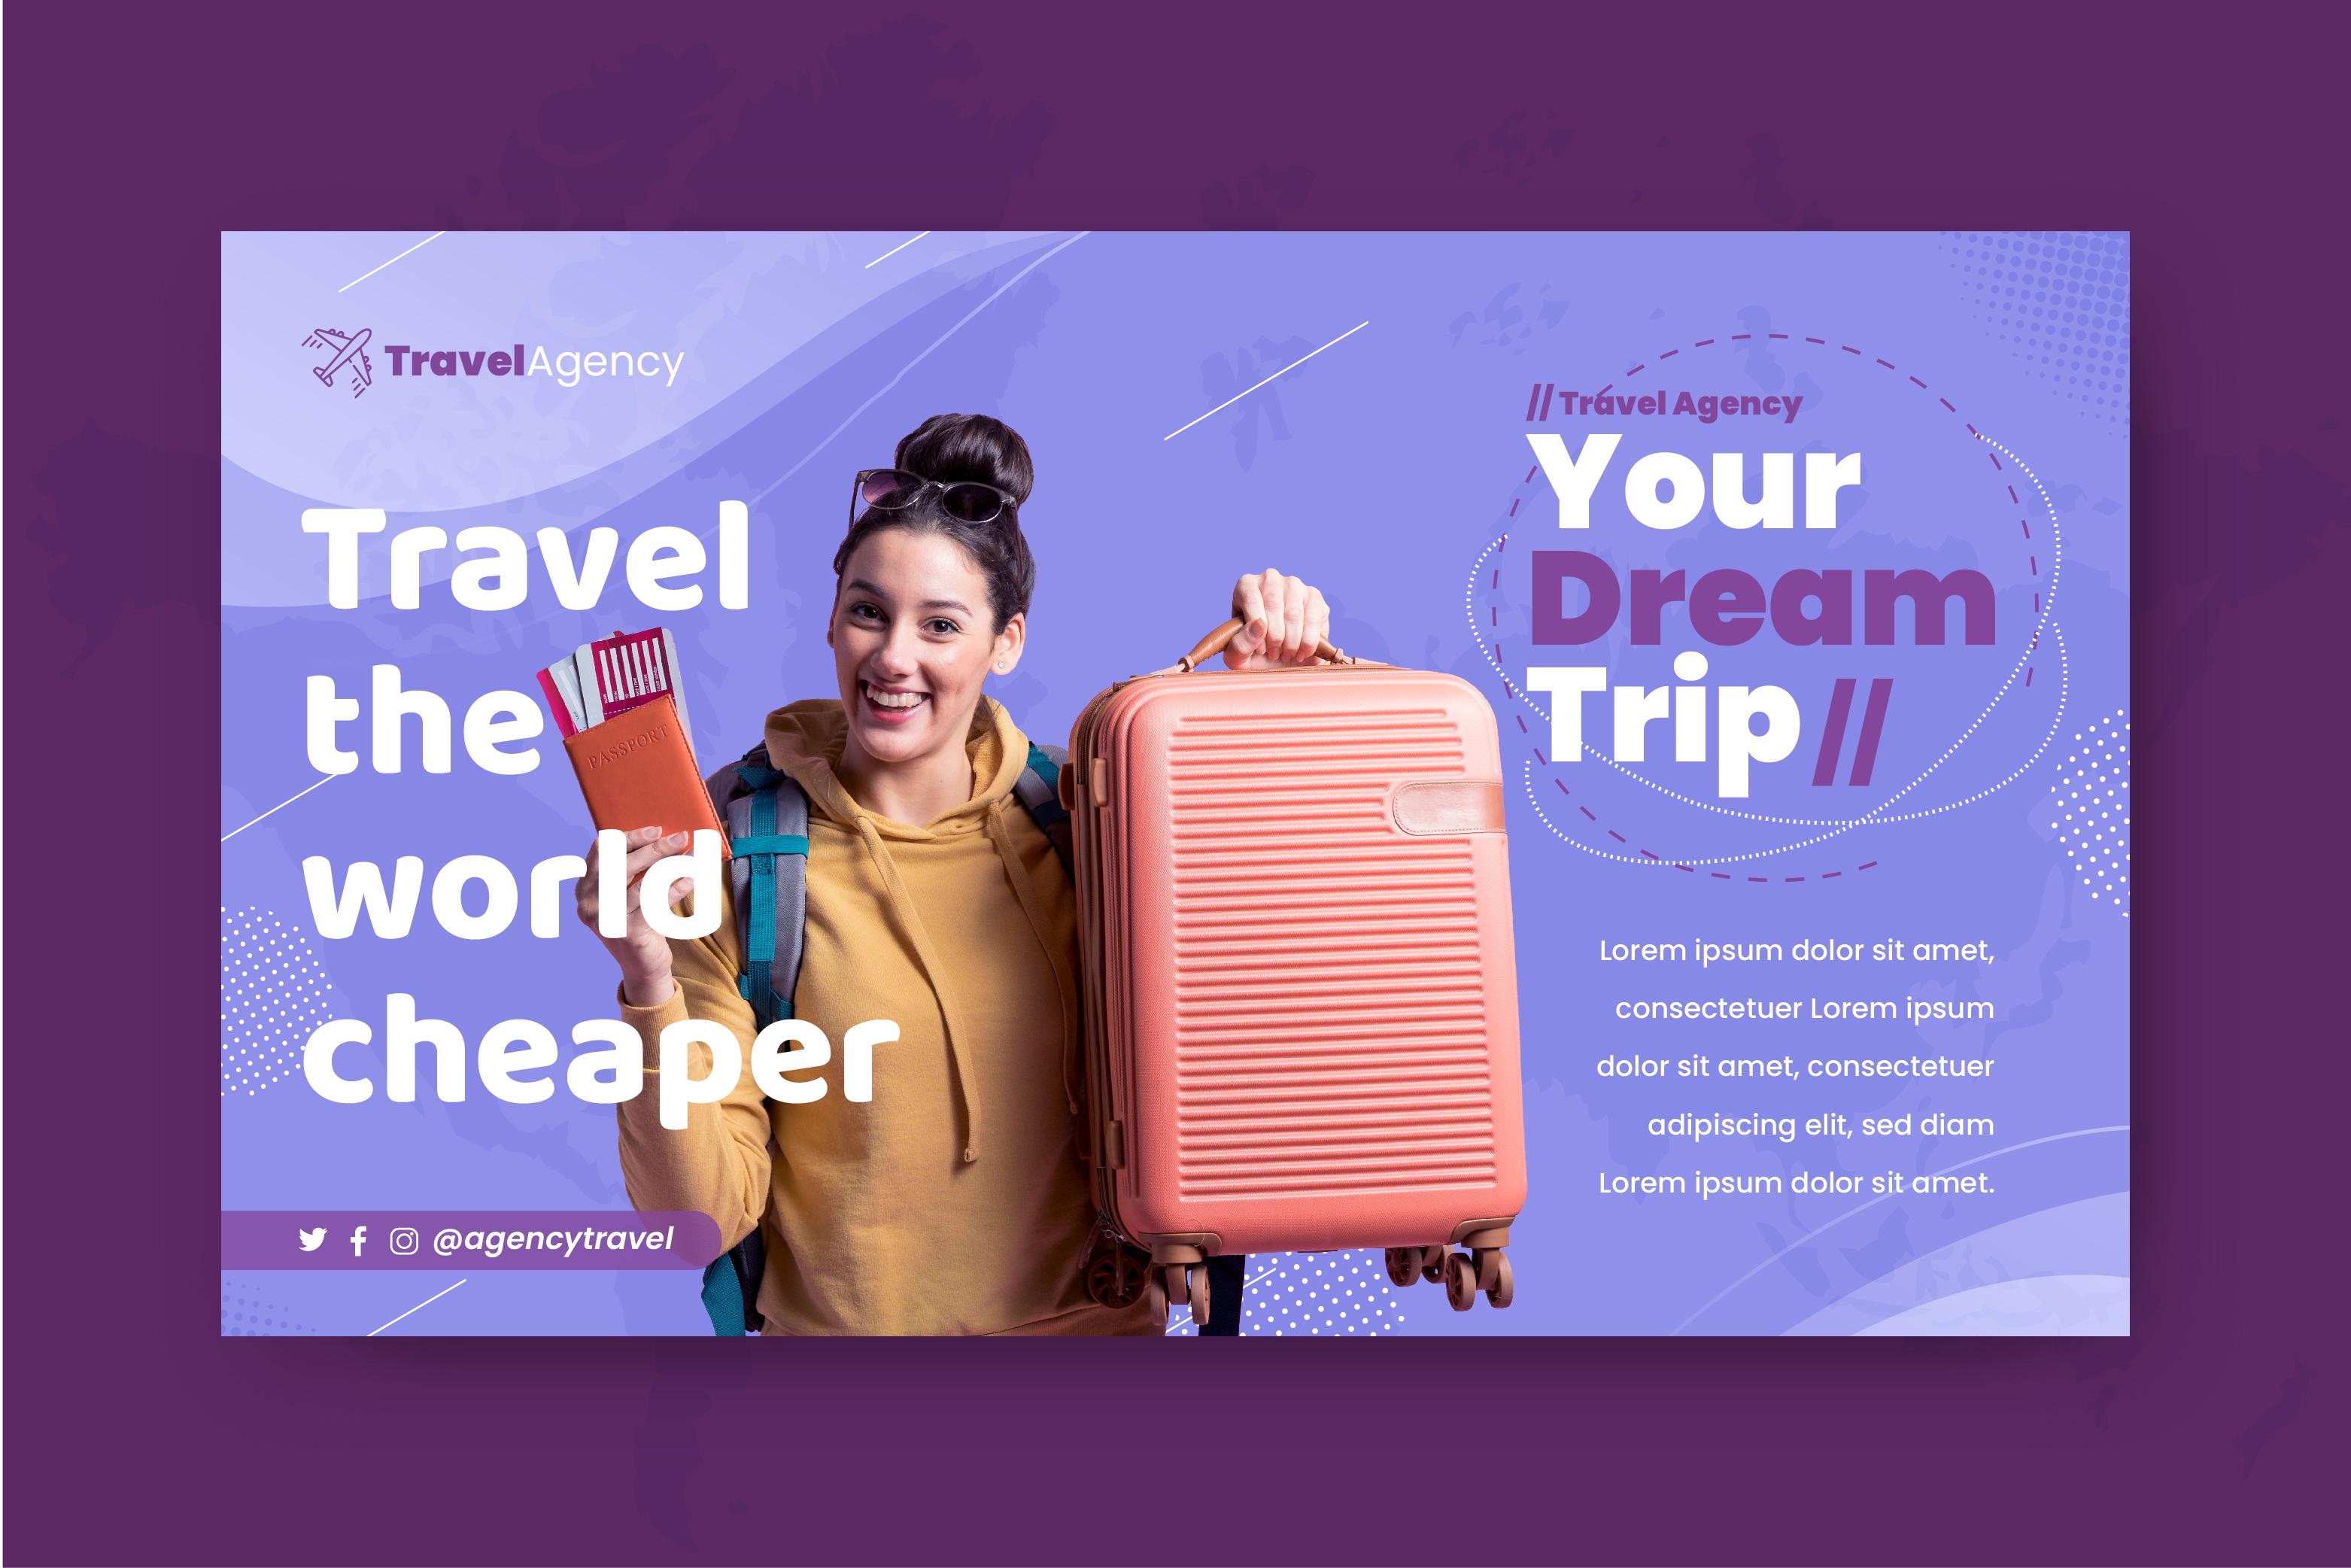 TravelAgency
Travel
the
world
cheaper
PASSPORT
@agencytravel
// Travel Agency
Your
Dream
Trip//
Lorem ipsum dolor sit amet,
consectetuer Lorem ipsum
dolor sit amet, consectetuer
adipiscing elit, sed diam
Lorem ipsum dolor sit amet.